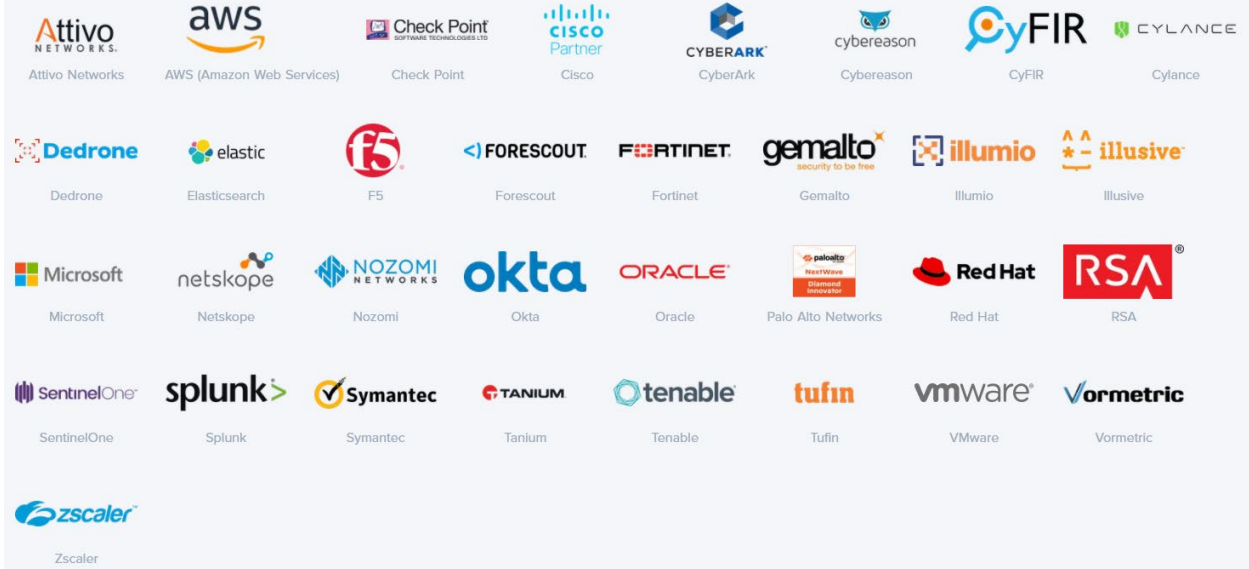 Attivo
NETWORKS.
aws
Check Point
SOFTWARE TECHNOLOGIES LTD
CISCO
Partner
CYBERARK
cybereason
CyFIR
CYLANCE
Attivo Networks
AWS (Amazon Web Services)
Check Point
Cisco
CyberArk
Cybereason
CyFIR
Cylance
Dedrone
elastic
f5
FORESCOUT.
FORTINET.
gemalto
security to be free
illumio
illusive
Dedrone
Elasticsearch
F5
Forescout
Fortinet
Gemalto
Illumio
Illusive
Microsoft
netskope
NOZOMI
NETWORKS
okta
ORACLE
paloalto
NextWave
Diamond
Innovator
Red Hat
RSA
Microsoft
Netskope
Nozomi
Okta
Oracle
Palo Alto Networks
Red Hat
RSA
SentinelOne
splunk>
Symantec
TANIUM
tenable
tufin
vmware
Vormetric
SentinelOne
Splunk
Symantec
Tanium
Tenable
Tufin
VMware
Vormetric
zscaler
Zscaler